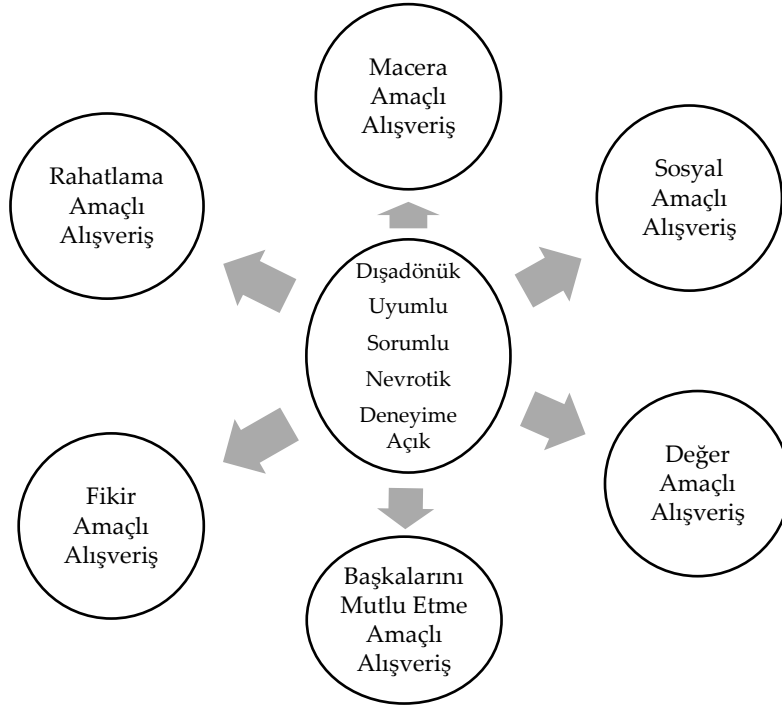 Macera
Amaçlı
Alışveriş
Rahatlama
Amaçlı
Alışveriş
Sosyal
Amaçlı
Alışveriş
Dışadönük
Uyumlu
Sorumlu
Nevrotik
Deneyime
Açık
Fikir
Amaçlı
Alışveriş
Değer
Amaçlı
Alışveriş
Başkalarını
Mutlu Etme
Amaçlı
Alışveriş